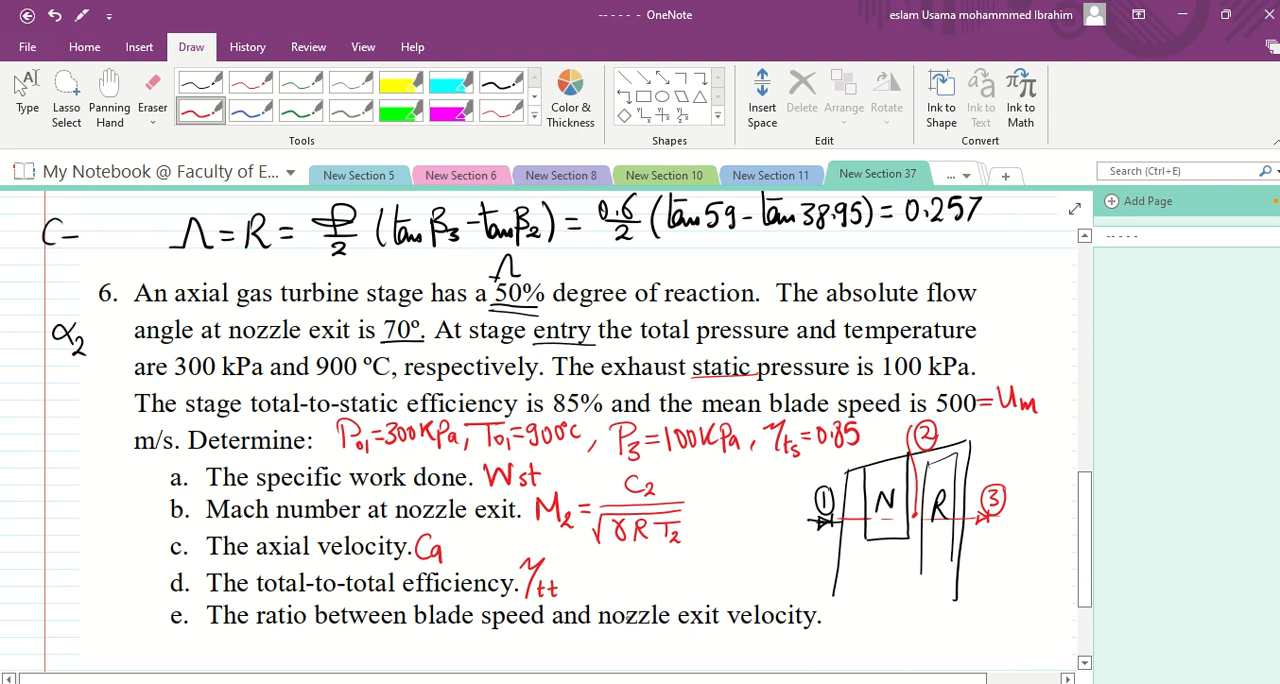 - - - - - OneNote
eslam Usama mohammmed Ibrahim
File Home Insert Draw History Review View Help
Type
Lasso Select
Panning Hand
Eraser
Color & Thickness
Insert Space
Delete
Arrange
Rotate
Ink to Shape
Ink to Text
Ink to Math
Tools Shapes Edit Convert
My Notebook @ Faculty of E... New Section 5 New Section 6 New Section 8 New Section 10 New Section 11 New Section 37 ... + Search (Ctrl+E)
Add Page
- - - - -
C- Λ = R = φ/2 (tan β3 - tan β2) = 0.6/2 (tan 59 - tan 38.95) = 0.257
Λ
6. An axial gas turbine stage has a 50% degree of reaction. The absolute flow
α2 angle at nozzle exit is 70º. At stage entry the total pressure and temperature
are 300 kPa and 900 ºC, respectively. The exhaust static pressure is 100 kPa.
The stage total-to-static efficiency is 85% and the mean blade speed is 500 = Um
m/s. Determine: P01=300KPa, T01=900°C, P3=100KPa, ηts=0.85
a. The specific work done. Wst
b. Mach number at nozzle exit. M2 = C2/√(γRT2)
c. The axial velocity. Ca
d. The total-to-total efficiency. ηtt
e. The ratio between blade speed and nozzle exit velocity.
① N ② R ③